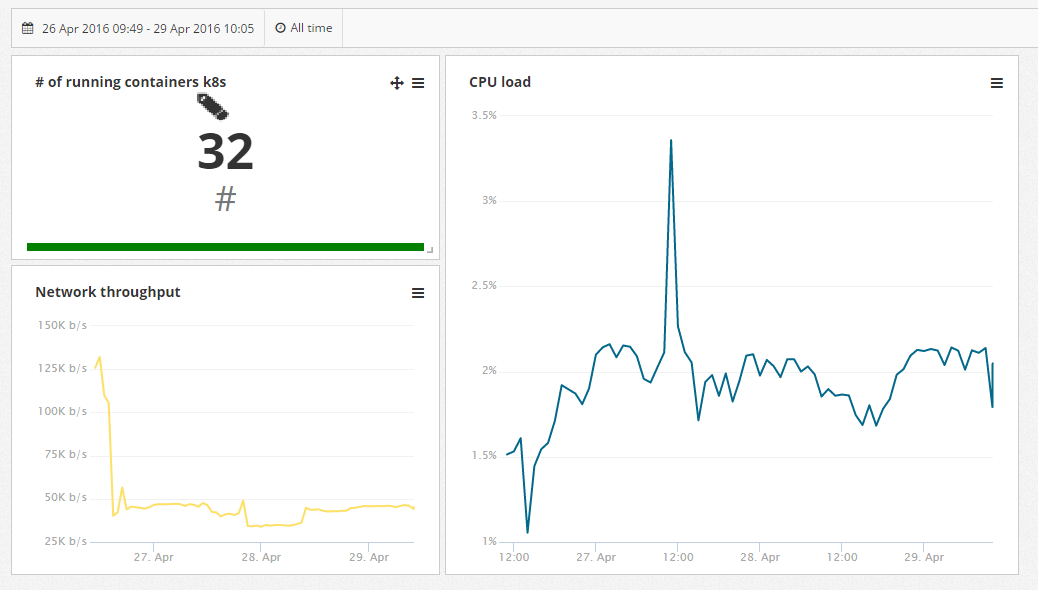 26 Apr 2016 09:49 - 29 Apr 2016 10:05
All time
# of running containers k8s
32
#
Network throughput
150K b/s
125K b/s
100K b/s
75K b/s
50K b/s
25K b/s
27. Apr 28. Apr 29. Apr
CPU load
3.5%
3%
2.5%
2%
1.5%
1%
12:00 27. Apr 12:00 28. Apr 12:00 29. Apr